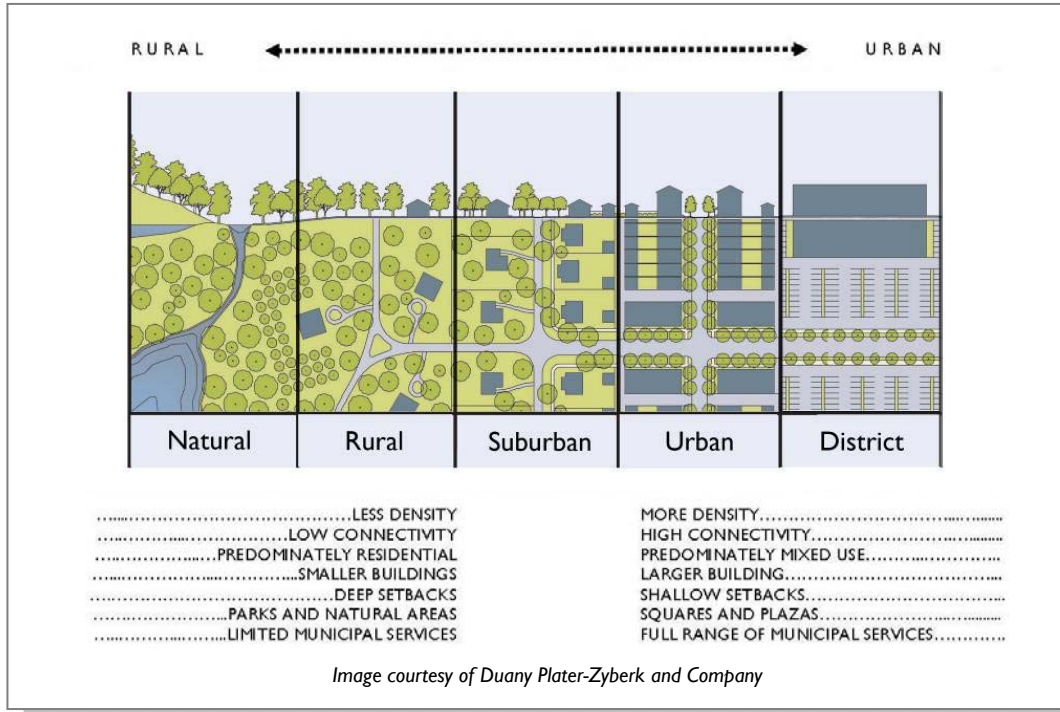 RURAL URBAN
Natural Rural Suburban Urban District
..........................................LESS DENSITY
..................................LOW CONNECTIVITY
........................PREDOMINATELY RESIDENTIAL
....................................SMALLER BUILDINGS
..........................................DEEP SETBACKS
............................PARKS AND NATURAL AREAS
........................LIMITED MUNICIPAL SERVICES
MORE DENSITY..........................................
HIGH CONNECTIVITY..................................
PREDOMINATELY MIXED USE........................
LARGER BUILDING....................................
SHALLOW SETBACKS..................................
SQUARES AND PLAZAS................................
FULL RANGE OF MUNICIPAL SERVICES.............
Image courtesy of Duany Plater-Zyberk and Company